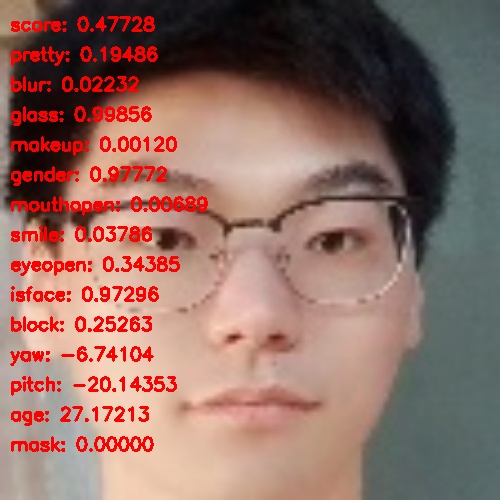 score: 0.47728
pretty: 0.19486
blur: 0.02232
glass: 0.99856
makeup: 0.00120
gender: 0.97772
mouthopen: 0.00689
smile: 0.03786
eyeopen: 0.34385
isface: 0.97296
block: 0.25263
yaw: -6.74104
pitch: -20.14353
age: 27.17213
mask: 0.00000